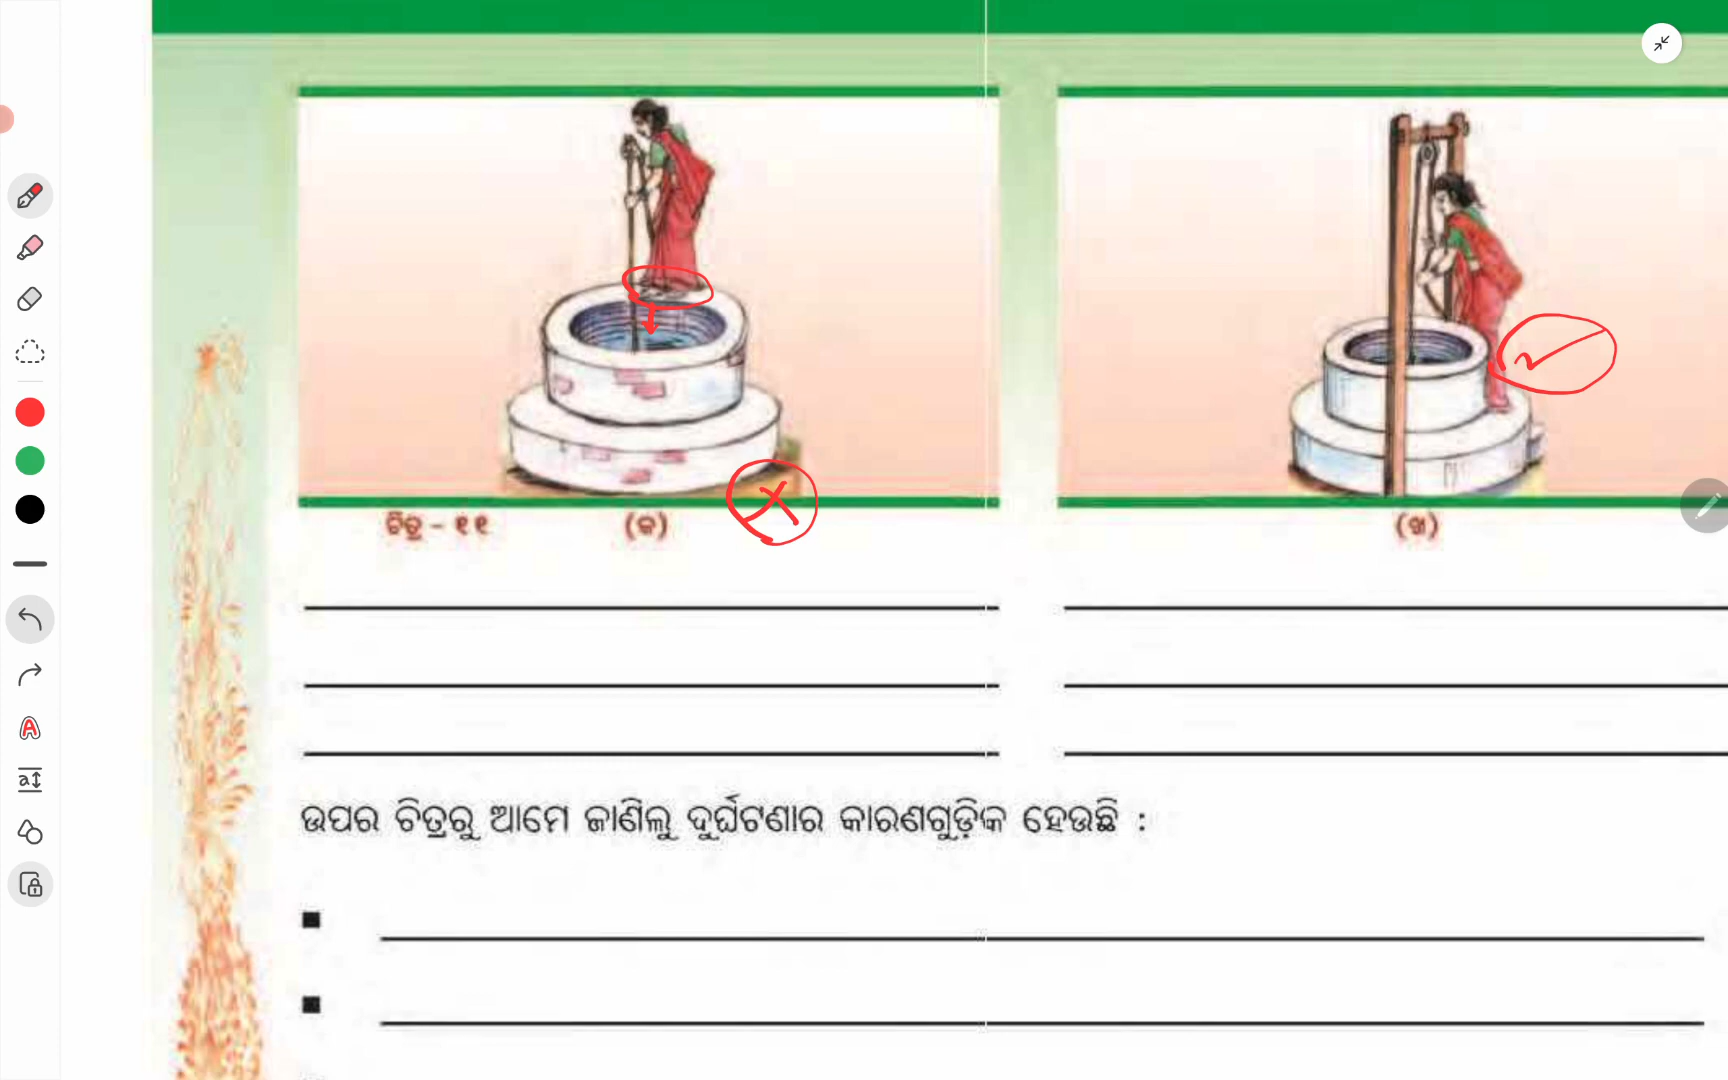 ଚିତ୍ର - ୧୧ (କ) (ଖ)
ଉପର ଚିତ୍ରରୁ ଆମେ ଜାଣିଲୁ ଦୁର୍ଘଟଣାର କାରଣଗୁଡ଼ିକ ହେଉଛି :